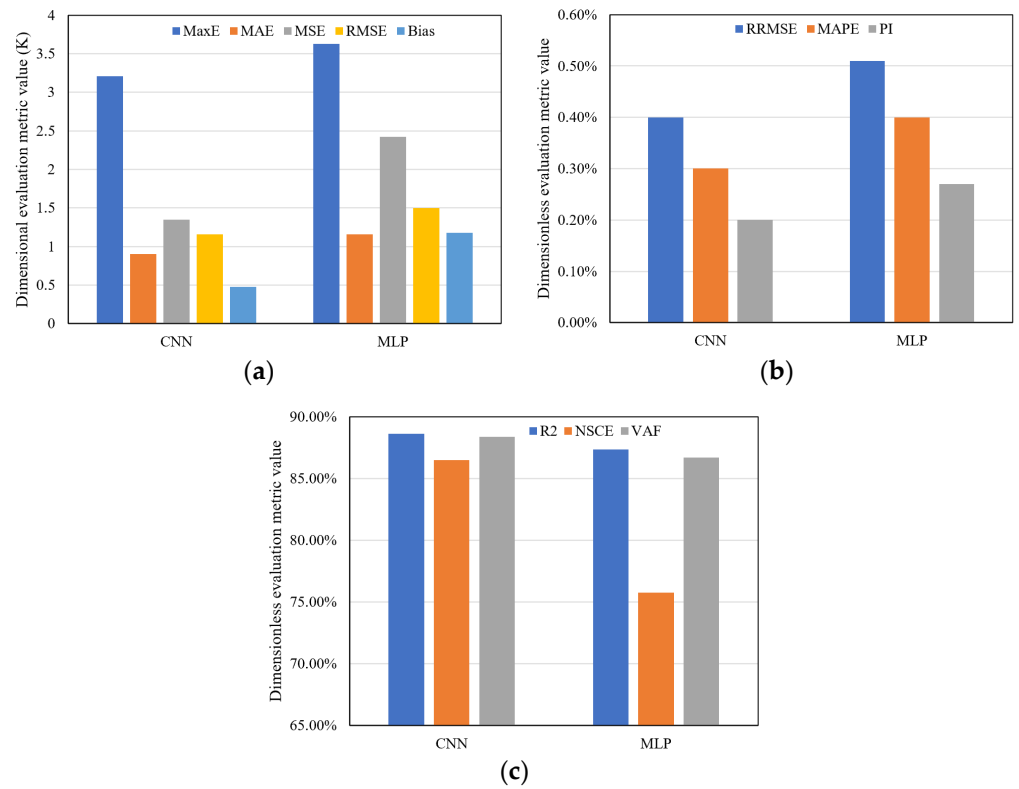 MaxE MAE MSE RMSE Bias
Dimensional evaluation metric value (K)
4
3.5
3
2.5
2
1.5
1
0.5
0
CNN MLP
(a)
RRMSE MAPE PI
Dimensionless evaluation metric value
0.60%
0.50%
0.40%
0.30%
0.20%
0.10%
0.00%
CNN MLP
(b)
R2 NSCE VAF
Dimensionless evaluation metric value
90.00%
85.00%
80.00%
75.00%
70.00%
65.00%
CNN MLP
(c)